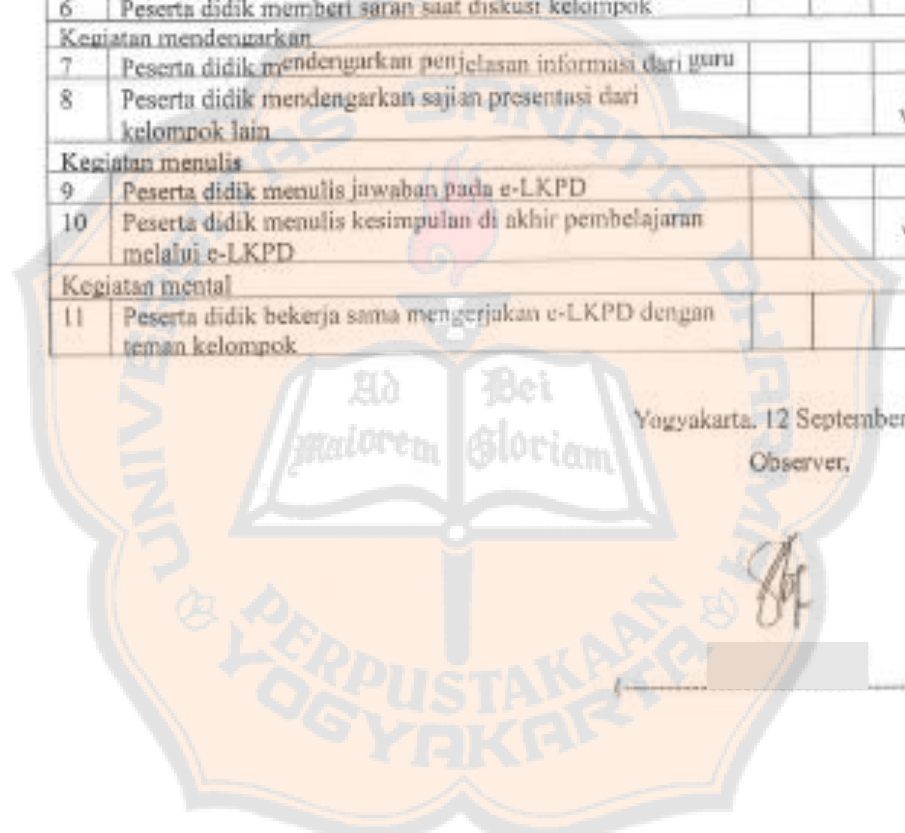 6 Peserta didik memberi saran saat diskusi kelompok
Kegiatan mendengarkan
7 Peserta didik mendengarkan penjelasan informasi dari guru
8 Peserta didik mendengarkan sajian presentasi dari
kelompok lain
Kegiatan menulis
9 Peserta didik menulis jawaban pada e-LKPD
10 Peserta didik menulis kesimpulan di akhir pembelajaran
melalui e-LKPD
Kegiatan mental
11 Peserta didik bekerja sama mengerjakan e-LKPD dengan
teman kelompok
Yogyakarta, 12 September
Observer,
UNIVERSITAS SANATA DHARMA
Ad Maiorem
Dei Gloriam
PERPUSTAKAAN
YOGYAKARTA